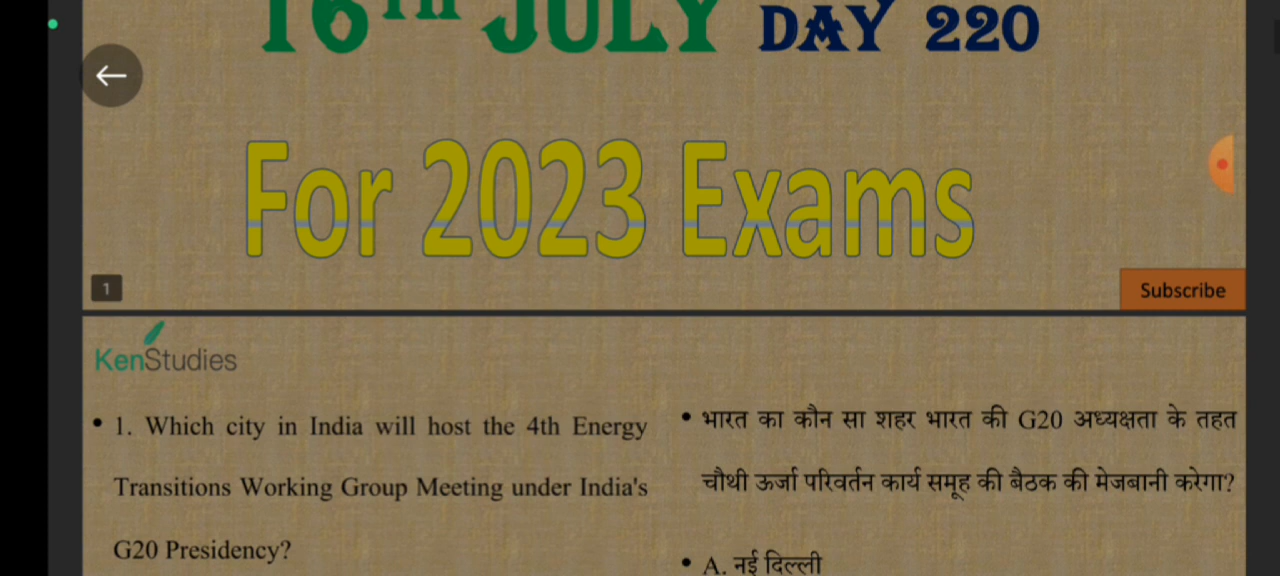 16TH JULY DAY 220
For 2023 Exams
1
Subscribe
KenStudies
• 1. Which city in India will host the 4th Energy
Transitions Working Group Meeting under India's
G20 Presidency?
• भारत का कौन सा शहर भारत की G20 अध्यक्षता के तहत
चौथी ऊर्जा परिवर्तन कार्य समूह की बैठक की मेजबानी करेगा?
• A. नई दिल्ली